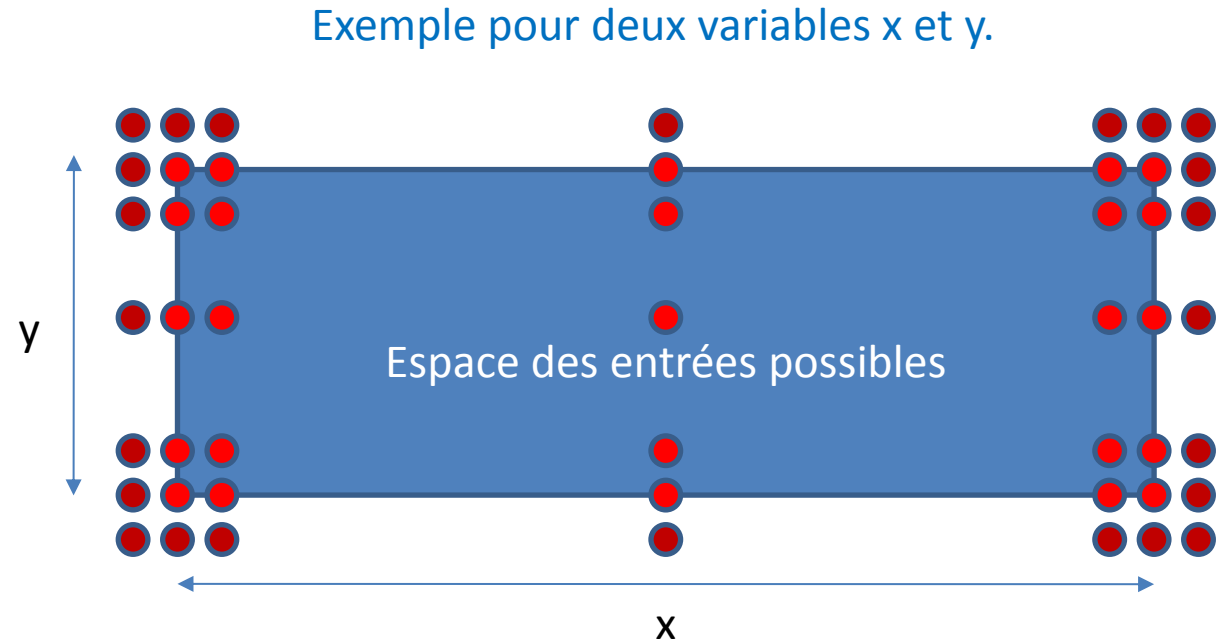 Exemple pour deux variables x et y.
y
Espace des entrées possibles
x